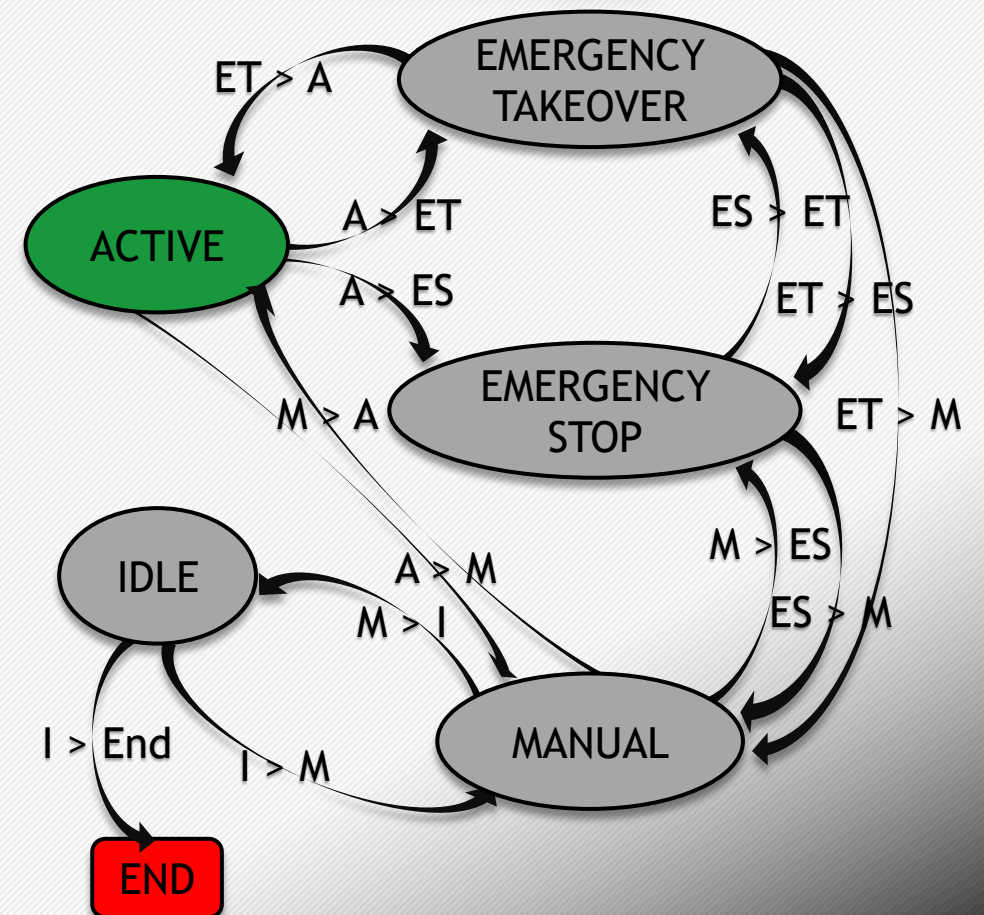 EMERGENCY
TAKEOVER
ET > A
ACTIVE
A > ET
ES > ET
A > ES
ET > ES
EMERGENCY
STOP
M > A
ET > M
M > ES
IDLE
A > M
M > I
ES > M
I > End
I > M
MANUAL
END